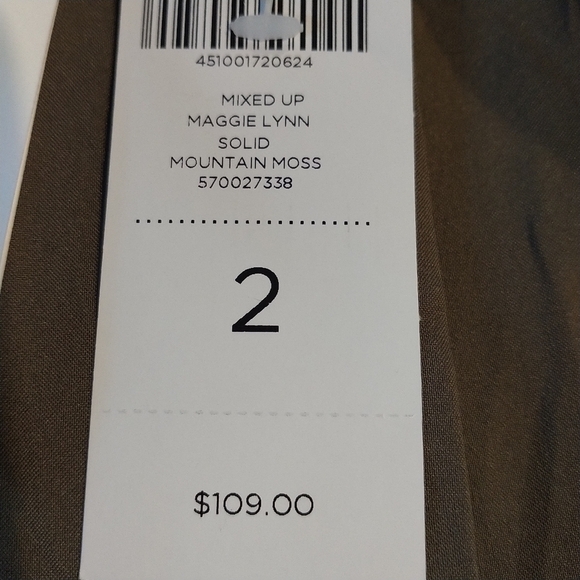 451001720624
MIXED UP
MAGGIE LYNN
SOLID
MOUNTAIN MOSS
570027338
2
$109.00